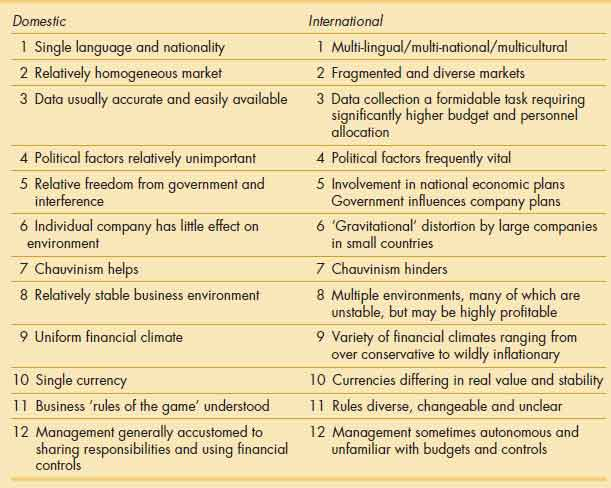 Domestic International
1 Single language and nationality 1 Multi-lingual/multi-national/multicultural
2 Relatively homogeneous market 2 Fragmented and diverse markets
3 Data usually accurate and easily available 3 Data collection a formidable task requiring
significantly higher budget and personnel
allocation
4 Political factors relatively unimportant 4 Political factors frequently vital
5 Relative freedom from government and 5 Involvement in national economic plans
interference Government influences company plans
6 Individual company has little effect on 6 ‘Gravitational’ distortion by large companies
environment in small countries
7 Chauvinism helps 7 Chauvinism hinders
8 Relatively stable business environment 8 Multiple environments, many of which are
unstable, but may be highly profitable
9 Uniform financial climate 9 Variety of financial climates ranging from
over conservative to wildly inflationary
10 Single currency 10 Currencies differing in real value and stability
11 Business ‘rules of the game’ understood 11 Rules diverse, changeable and unclear
12 Management generally accustomed to 12 Management sometimes autonomous and
sharing responsibilities and using financial unfamiliar with budgets and controls
controls